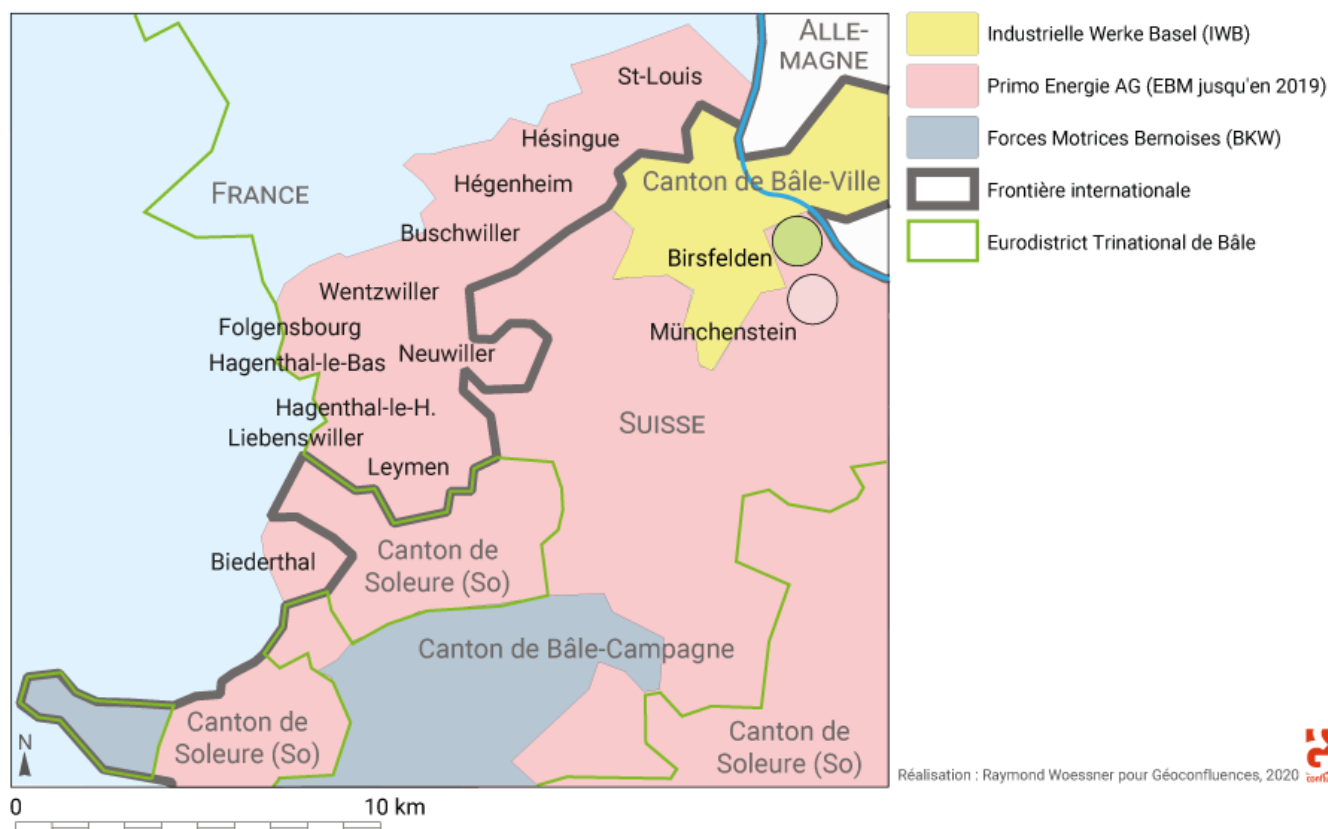 ALLE-
MAGNE
St-Louis
Hésingue
Canton de Bâle-Ville
Hégenheim
FRANCE
Buschwiller
Birsfelden
Wentzwiller
Folgensbourg
Münchenstein
Neuwiller
Hagenthal-le-Bas
Hagenthal-le-H.
SUISSE
Liebenswiller
Leymen
Canton de
Soleure (So)
Biederthal
Canton de Bâle-Campagne
Canton de
Soleure (So)
Canton de
Soleure (So)
N
0
10 km
Industrielle Werke Basel (IWB)
Primo Energie AG (EBM jusqu'en 2019)
Forces Motrices Bernoises (BKW)
Frontière internationale
Eurodistrict Trinational de Bâle
Réalisation : Raymond Woessner pour Géoconfluences, 2020